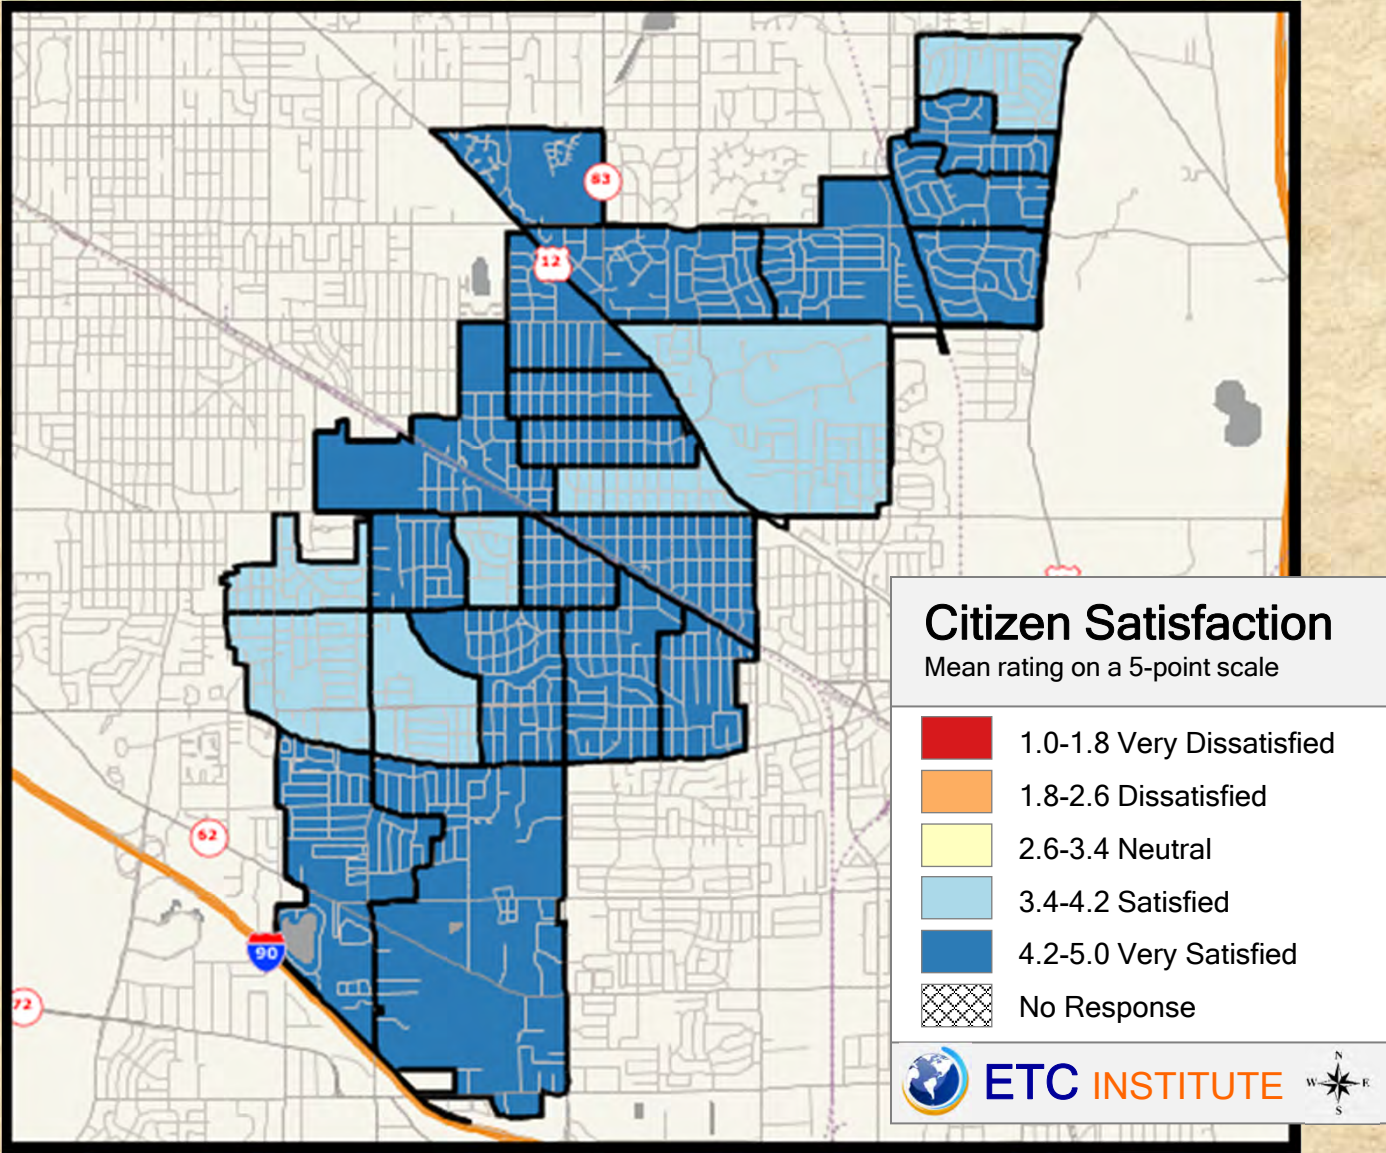 83
12
62
90
72
Citizen Satisfaction
Mean rating on a 5-point scale
1.0-1.8 Very Dissatisfied
1.8-2.6 Dissatisfied
2.6-3.4 Neutral
3.4-4.2 Satisfied
4.2-5.0 Very Satisfied
No Response
ETC INSTITUTE
N
W E
S